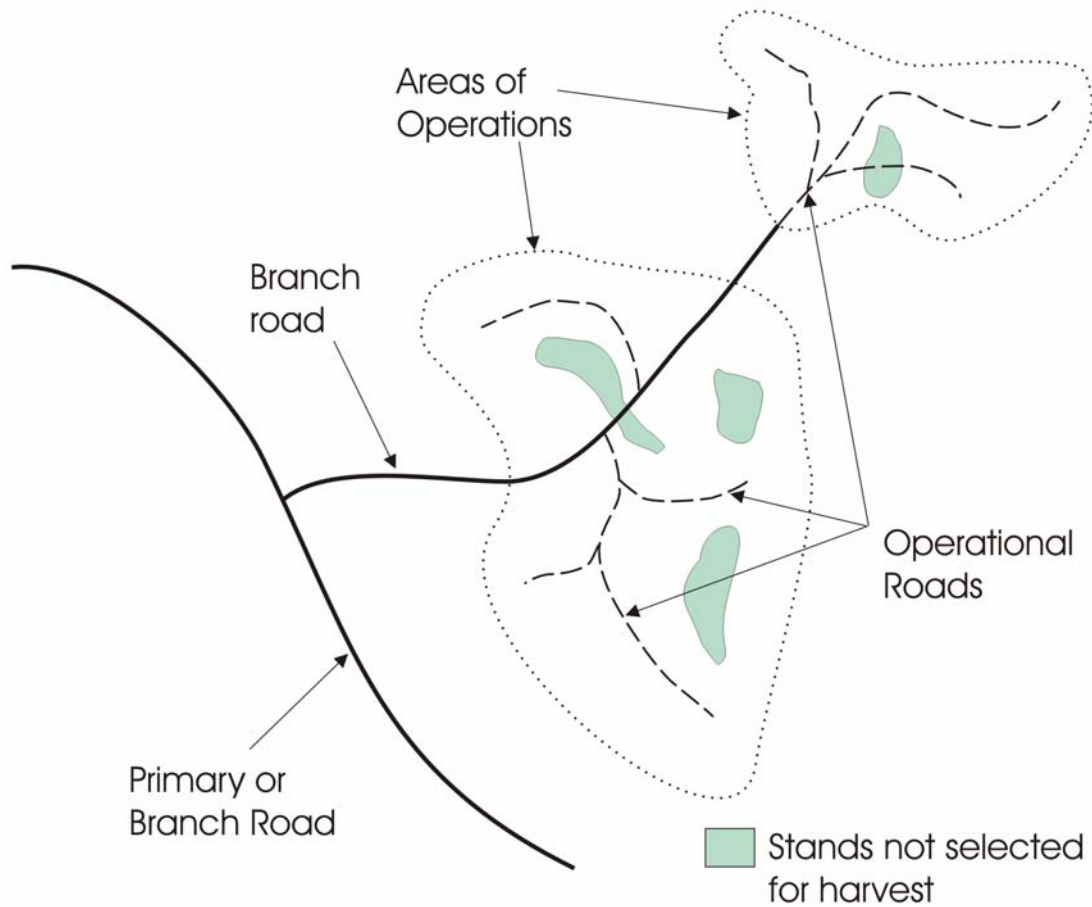 Areas of
Operations
Branch
road
Operational
Roads
Primary or
Branch Road
Stands not selected
for harvest